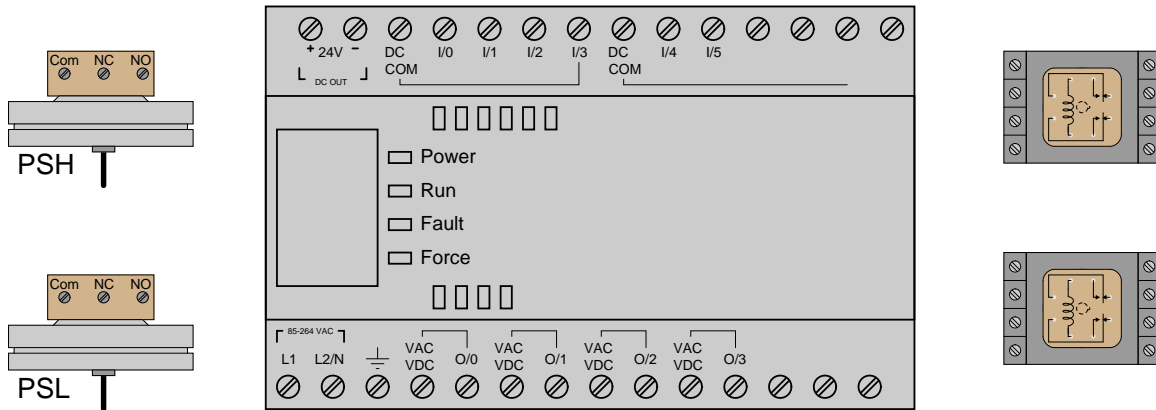 Com NC NO
PSH
Com NC NO
PSL
+ 24V - DC COM I/0 I/1 I/2 I/3 DC COM I/4 I/5
DC OUT
Power
Run
Fault
Force
85-264 VAC
L1 L2/N VAC VDC O/0 VAC VDC O/1 VAC VDC O/2 VAC VDC O/3